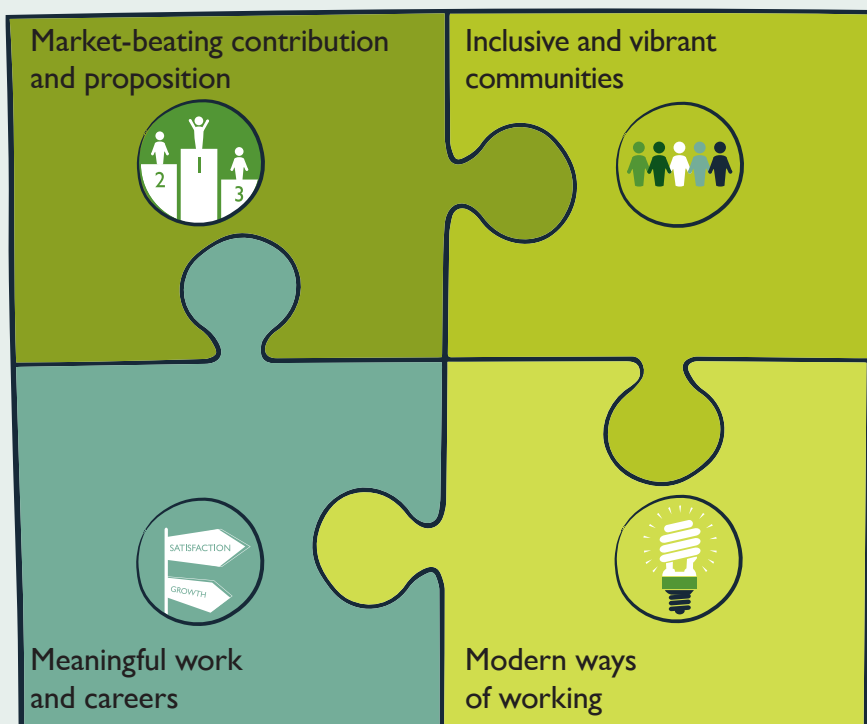 Market-beating contribution
and proposition
Inclusive and vibrant
communities
1
2
3
SATISFACTION
GROWTH
Meaningful work
and careers
Modern ways
of working